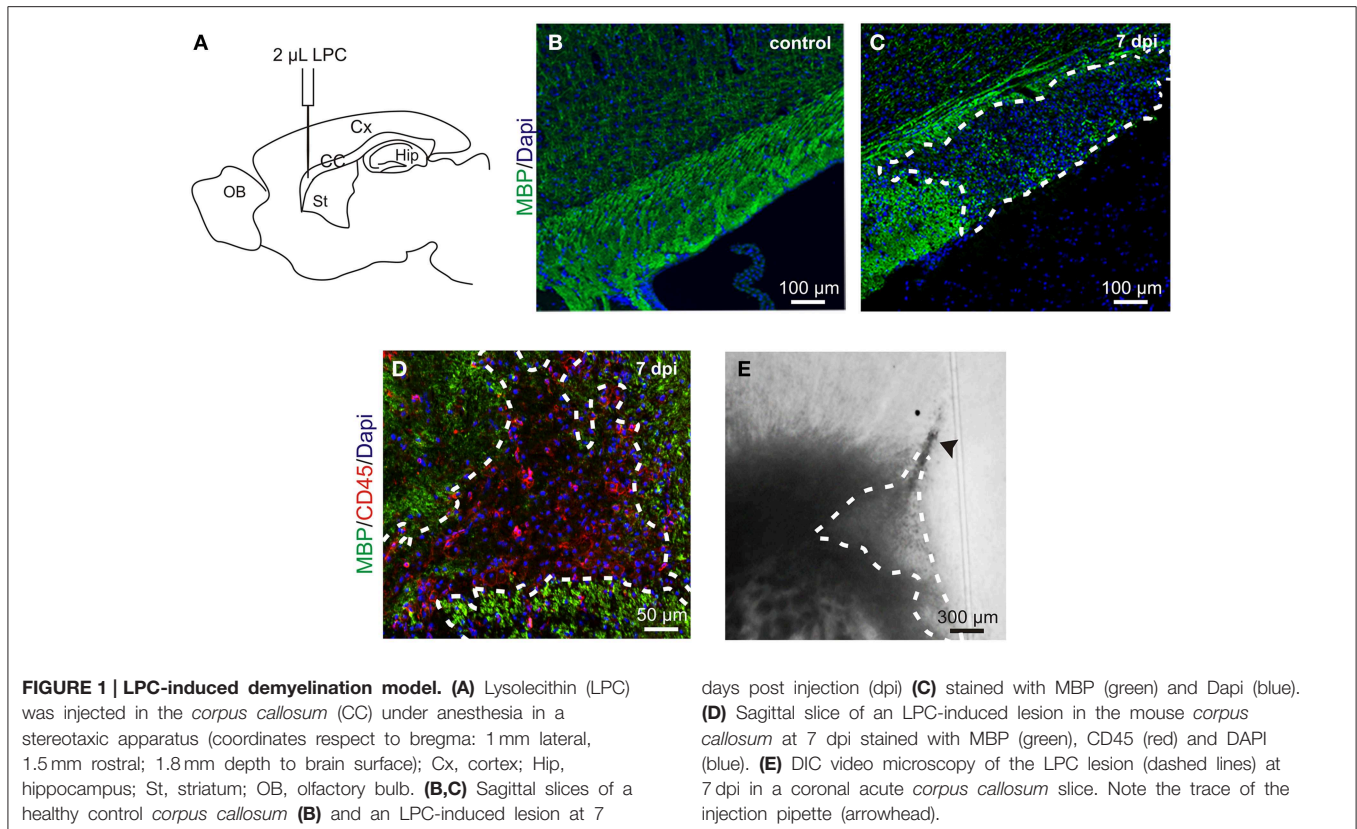 A
2 µL LPC
Cx
CC
Hip
OB
St
B
control
MBP/Dapi
100 µm
C
7 dpi
100 µm
D
7 dpi
MBP/CD45/Dapi
50 µm
E
300 µm
FIGURE 1 | LPC-induced demyelination model. (A) Lysolecithin (LPC)
was injected in the corpus callosum (CC) under anesthesia in a
stereotaxic apparatus (coordinates respect to bregma: 1 mm lateral,
1.5 mm rostral; 1.8 mm depth to brain surface); Cx, cortex; Hip,
hippocampus; St, striatum; OB, olfactory bulb. (B,C) Sagittal slices of a
healthy control corpus callosum (B) and an LPC-induced lesion at 7
days post injection (dpi) (C) stained with MBP (green) and Dapi (blue).
(D) Sagittal slice of an LPC-induced lesion in the mouse corpus
callosum at 7 dpi stained with MBP (green), CD45 (red) and DAPI
(blue). (E) DIC video microscopy of the LPC lesion (dashed lines) at
7 dpi in a coronal acute corpus callosum slice. Note the trace of the
injection pipette (arrowhead).